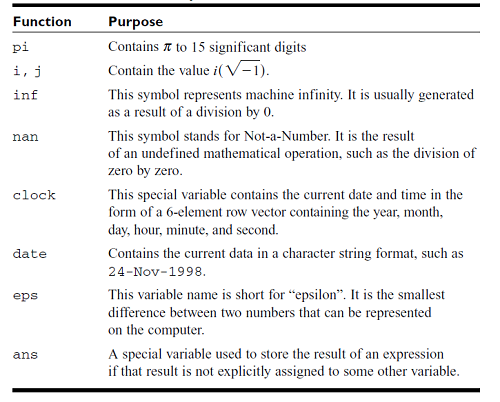 Function Purpose
pi Contains π to 15 significant digits
i, j Contain the value i(√−1).
inf This symbol represents machine infinity. It is usually generated
as a result of a division by 0.
nan This symbol stands for Not-a-Number. It is the result
of an undefined mathematical operation, such as the division of
zero by zero.
clock This special variable contains the current date and time in the
form of a 6-element row vector containing the year, month,
day, hour, minute, and second.
date Contains the current data in a character string format, such as
24-Nov-1998.
eps This variable name is short for “epsilon”. It is the smallest
difference between two numbers that can be represented
on the computer.
ans A special variable used to store the result of an expression
if that result is not explicitly assigned to some other variable.